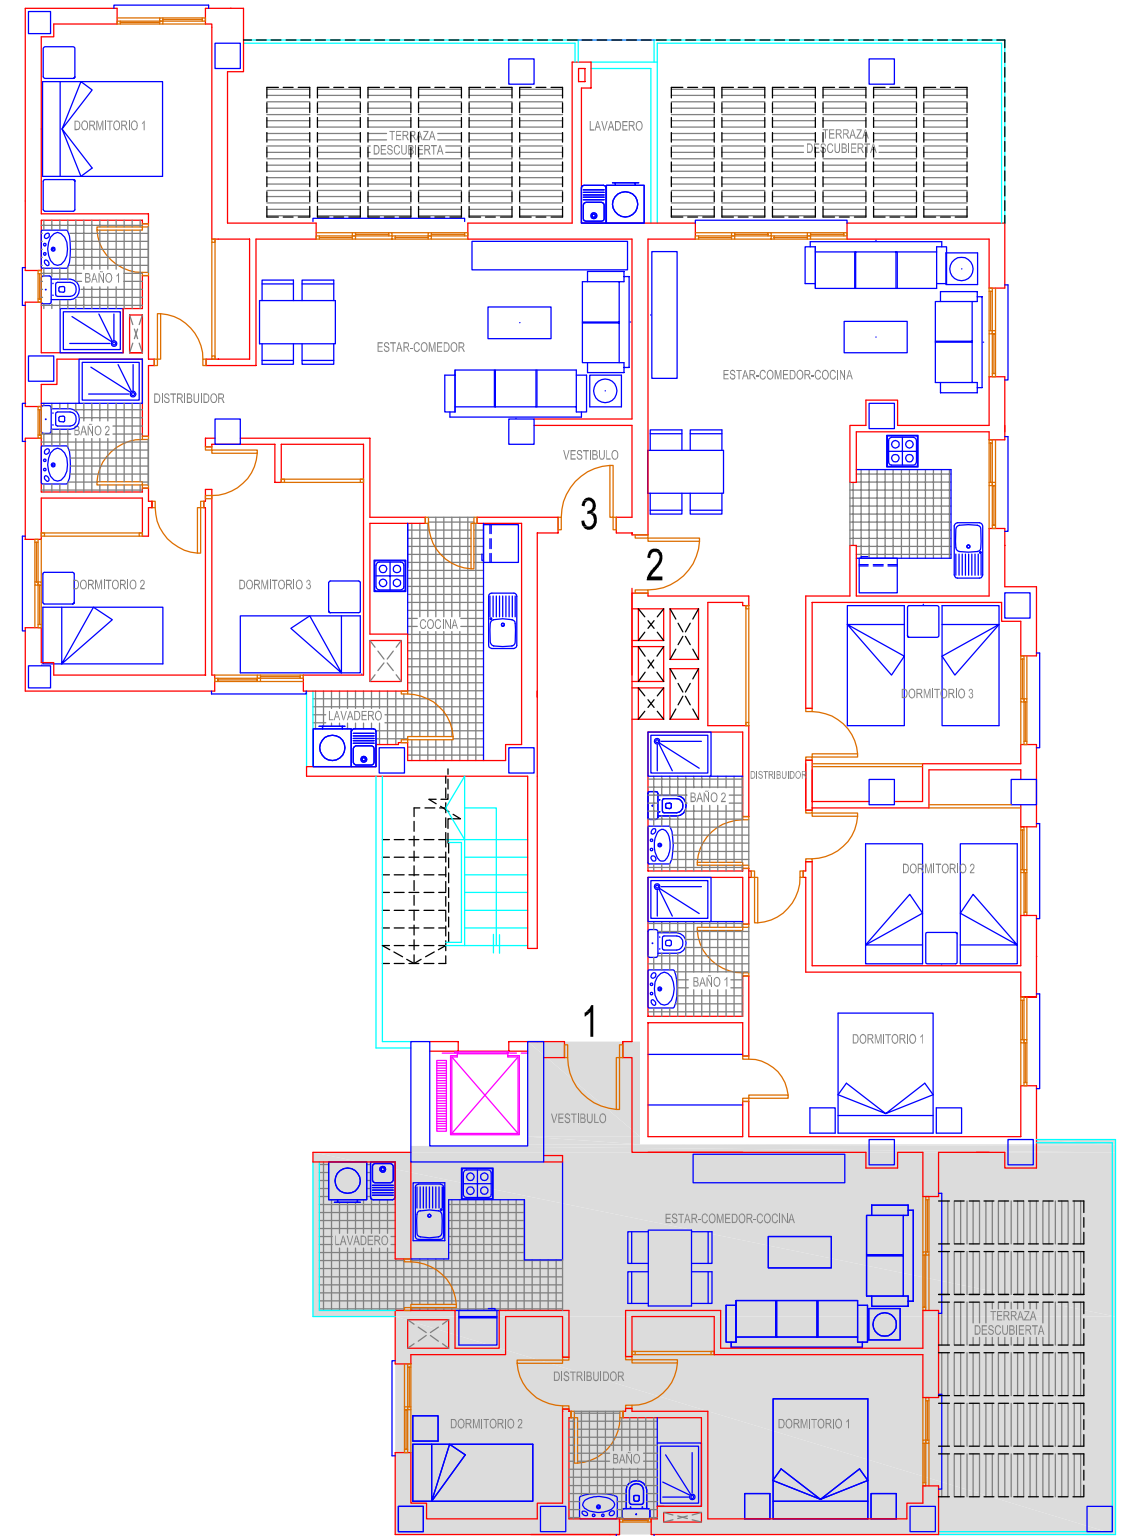 DORMITORIO 1
TERRAZA
DESCUBIERTA
LAVADERO
TERRAZA
DESCUBIERTA
BAÑO 1
ESTAR-COMEDOR
ESTAR-COMEDOR-COCINA
DISTRIBUIDOR
BAÑO 2
VESTIBULO
3
2
DORMITORIO 2
DORMITORIO 3
COCINA
LAVADERO
DORMITORIO 3
DISTRIBUIDOR
BAÑO 2
DORMITORIO 2
BAÑO 1
1
DORMITORIO 1
VESTIBULO
ESTAR-COMEDOR-COCINA
LAVADERO
TERRAZA
DESCUBIERTA
DISTRIBUIDOR
DORMITORIO 2
DORMITORIO 1
BAÑO